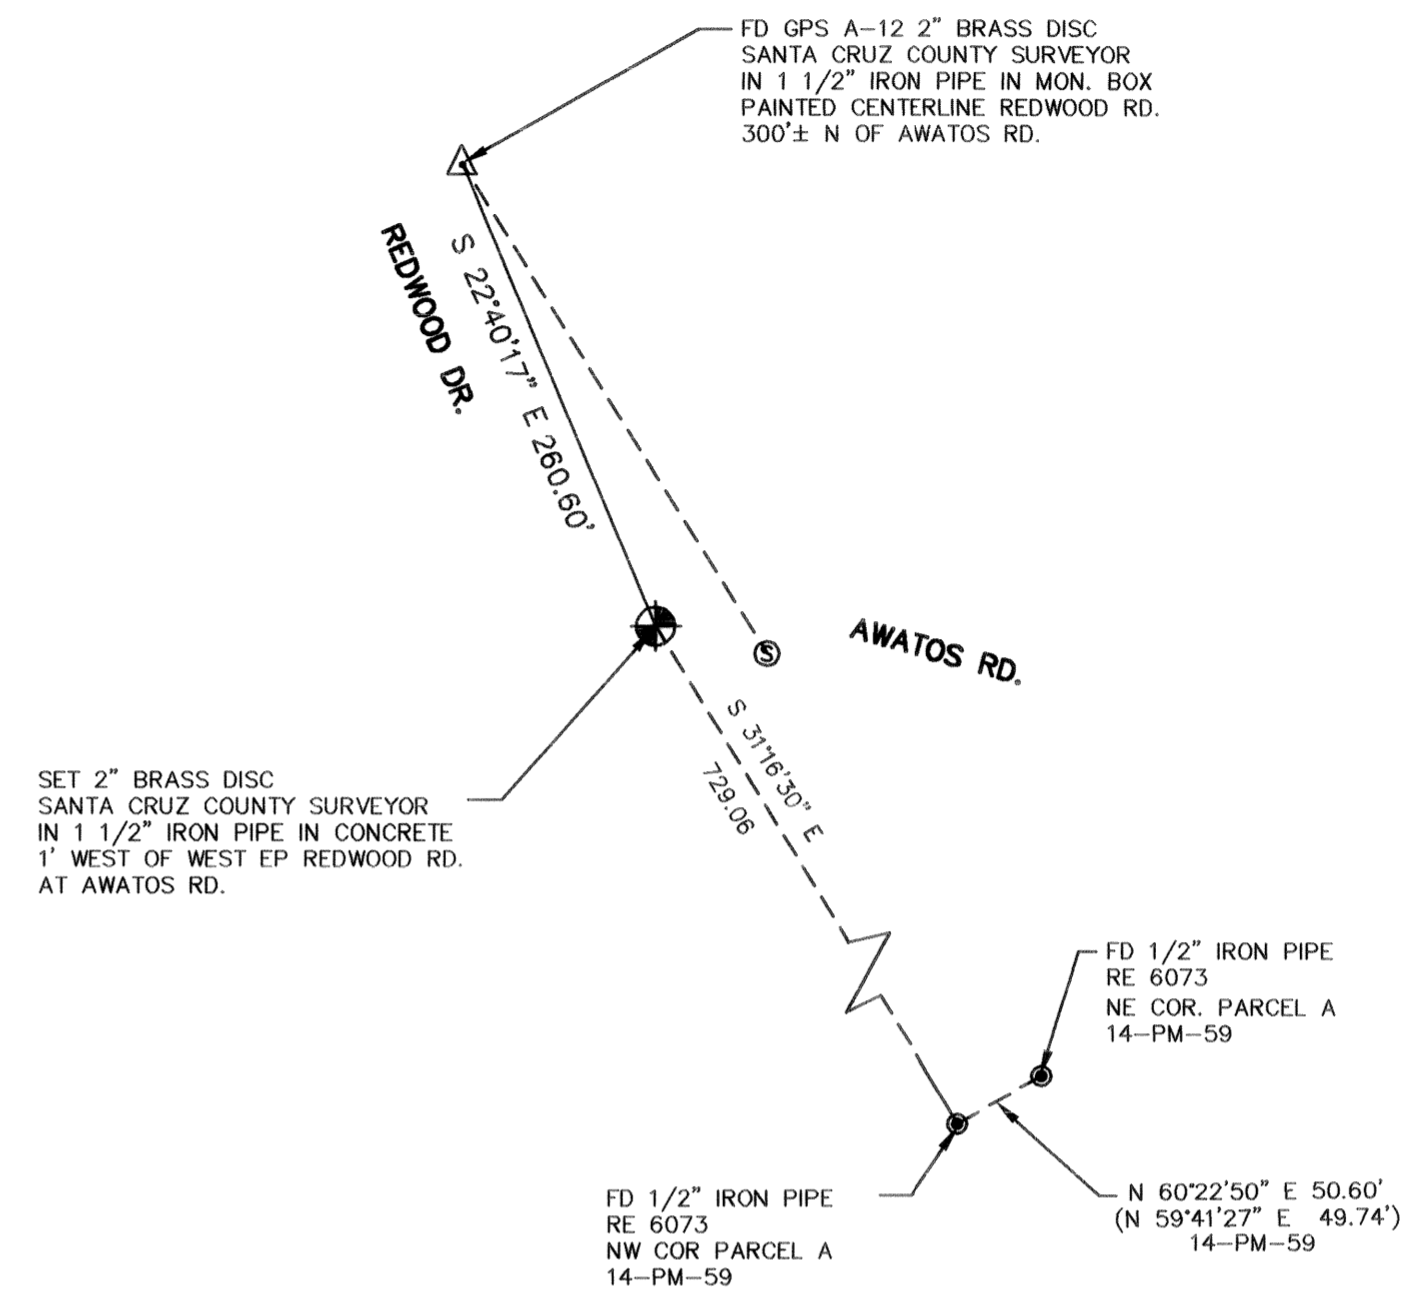 FD GPS A-12 2" BRASS DISC
SANTA CRUZ COUNTY SURVEYOR
IN 1 1/2" IRON PIPE IN MON. BOX
PAINTED CENTERLINE REDWOOD RD.
300'± N OF AWATOS RD.
REDWOOD DR.
S 22°40'17" E 260.60'
S
AWATOS RD.
S 31°16'30" E
729.06
SET 2" BRASS DISC
SANTA CRUZ COUNTY SURVEYOR
IN 1 1/2" IRON PIPE IN CONCRETE
1' WEST OF WEST EP REDWOOD RD.
AT AWATOS RD.
FD 1/2" IRON PIPE
RE 6073
NE COR. PARCEL A
14-PM-59
FD 1/2" IRON PIPE
RE 6073
NW COR PARCEL A
14-PM-59
N 60°22'50" E 50.60'
(N 59°41'27" E 49.74')
14-PM-59